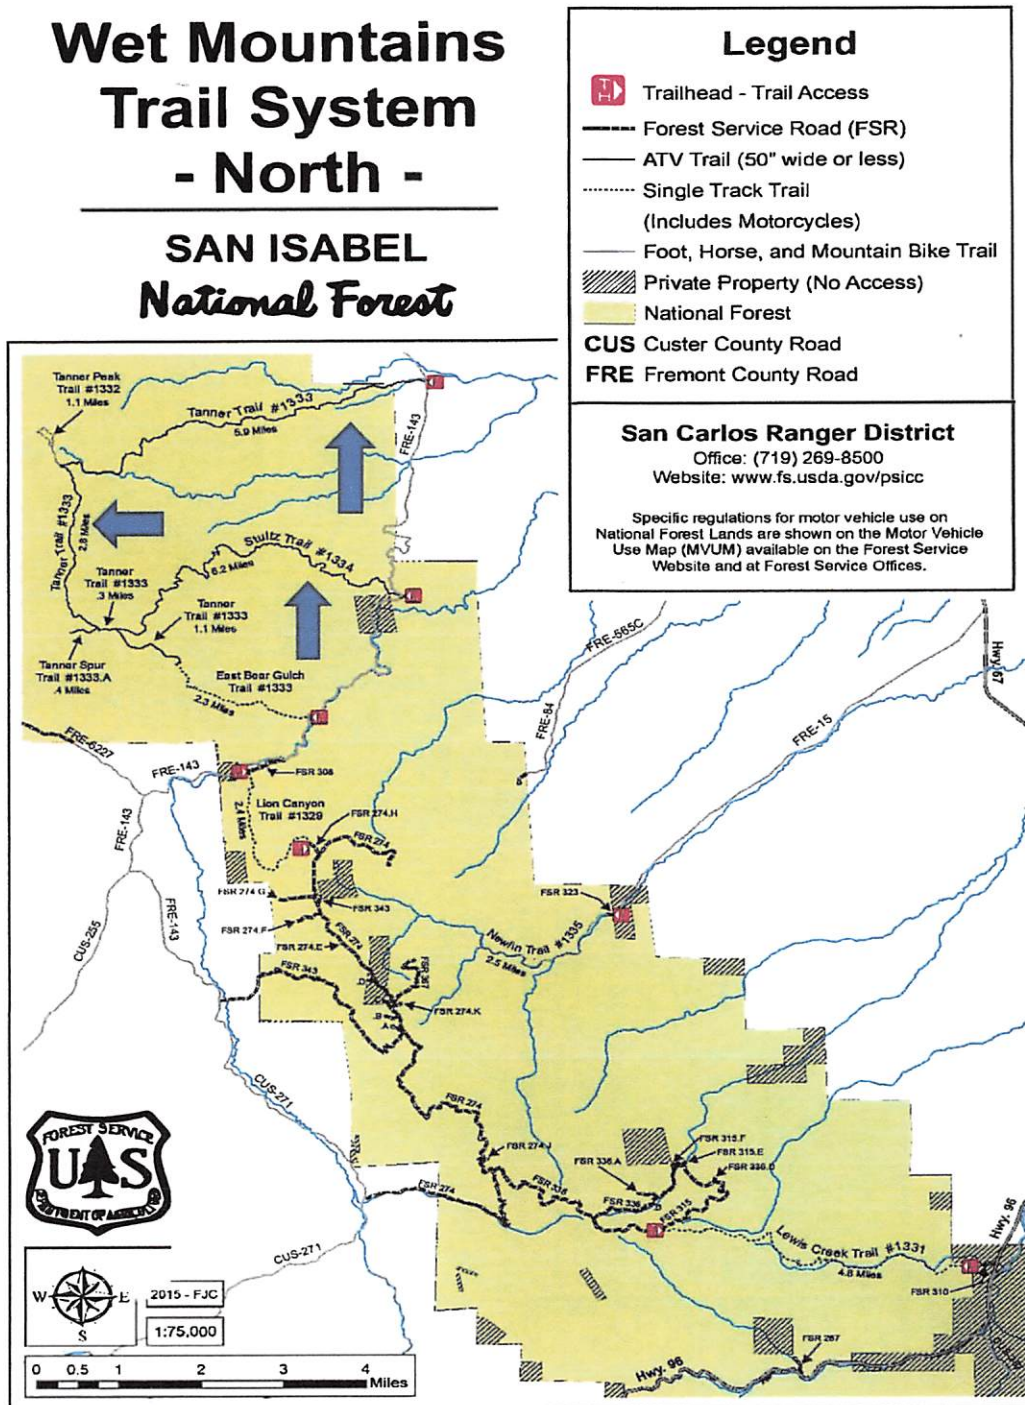 Wet Mountains
Trail System
- North -
SAN ISABEL
National Forest
Legend
TH
Trailhead - Trail Access
Forest Service Road (FSR)
ATV Trail (50" wide or less)
Single Track Trail
(Includes Motorcycles)
Foot, Horse, and Mountain Bike Trail
Private Property (No Access)
National Forest
CUS Custer County Road
FRE Fremont County Road
San Carlos Ranger District
Office: (719) 269-8500
Website: www.fs.usda.gov/psicc
Specific regulations for motor vehicle use on
National Forest Lands are shown on the Motor Vehicle
Use Map (MVUM) available on the Forest Service
Website and at Forest Service Offices.
Tanner Peak
Trail #1332
1.1 Miles
Tanner Trail #1333
5.9 Miles
FRE-143
Tanner Trail #1333
2.8 Miles
Stultz Trail #1334
5.2 Miles
Tanner
Trail #1333
.3 Miles
Tanner
Trail #1333
1.1 Miles
Tanner Spur
Trail #1333.A
.4 Miles
East Bear Gulch
Trail #1333
2.3 Miles
FRE-665C
Hwy. 67
FRE-84
FRE-15
FRE-6227
FRE-143
FSR 308
FRE-143
2.4 Miles
Lion Canyon
Trail #1329
FSR 274.H
FSR 274
FSR 274.G
FSR 343
FSR 323
CUS-255
FRE-143
FSR 274.F
FSR 274.E
FSR 274
Newlin Trail #1335
2.5 Miles
FSR 343
FSR 367
.D
FSR 274.K
.B
.A
CUS-271
FSR 274
FSR 274.J
FSR 315.F
FSR 315.E
FSR 336.A
FSR 336.D
FSR 274
FSR 336
FSR 336
FSR 315
Lewis Creek Trail #1331
4.8 Miles
Hwy. 96
FSR 310
CUS-271
FSR 267
Hwy. 96
FOREST SERVICE
U S
DEPARTMENT OF AGRICULTURE
W E
S
2015 - FJC
1:75,000
0 0.5 1 2 3 4
Miles